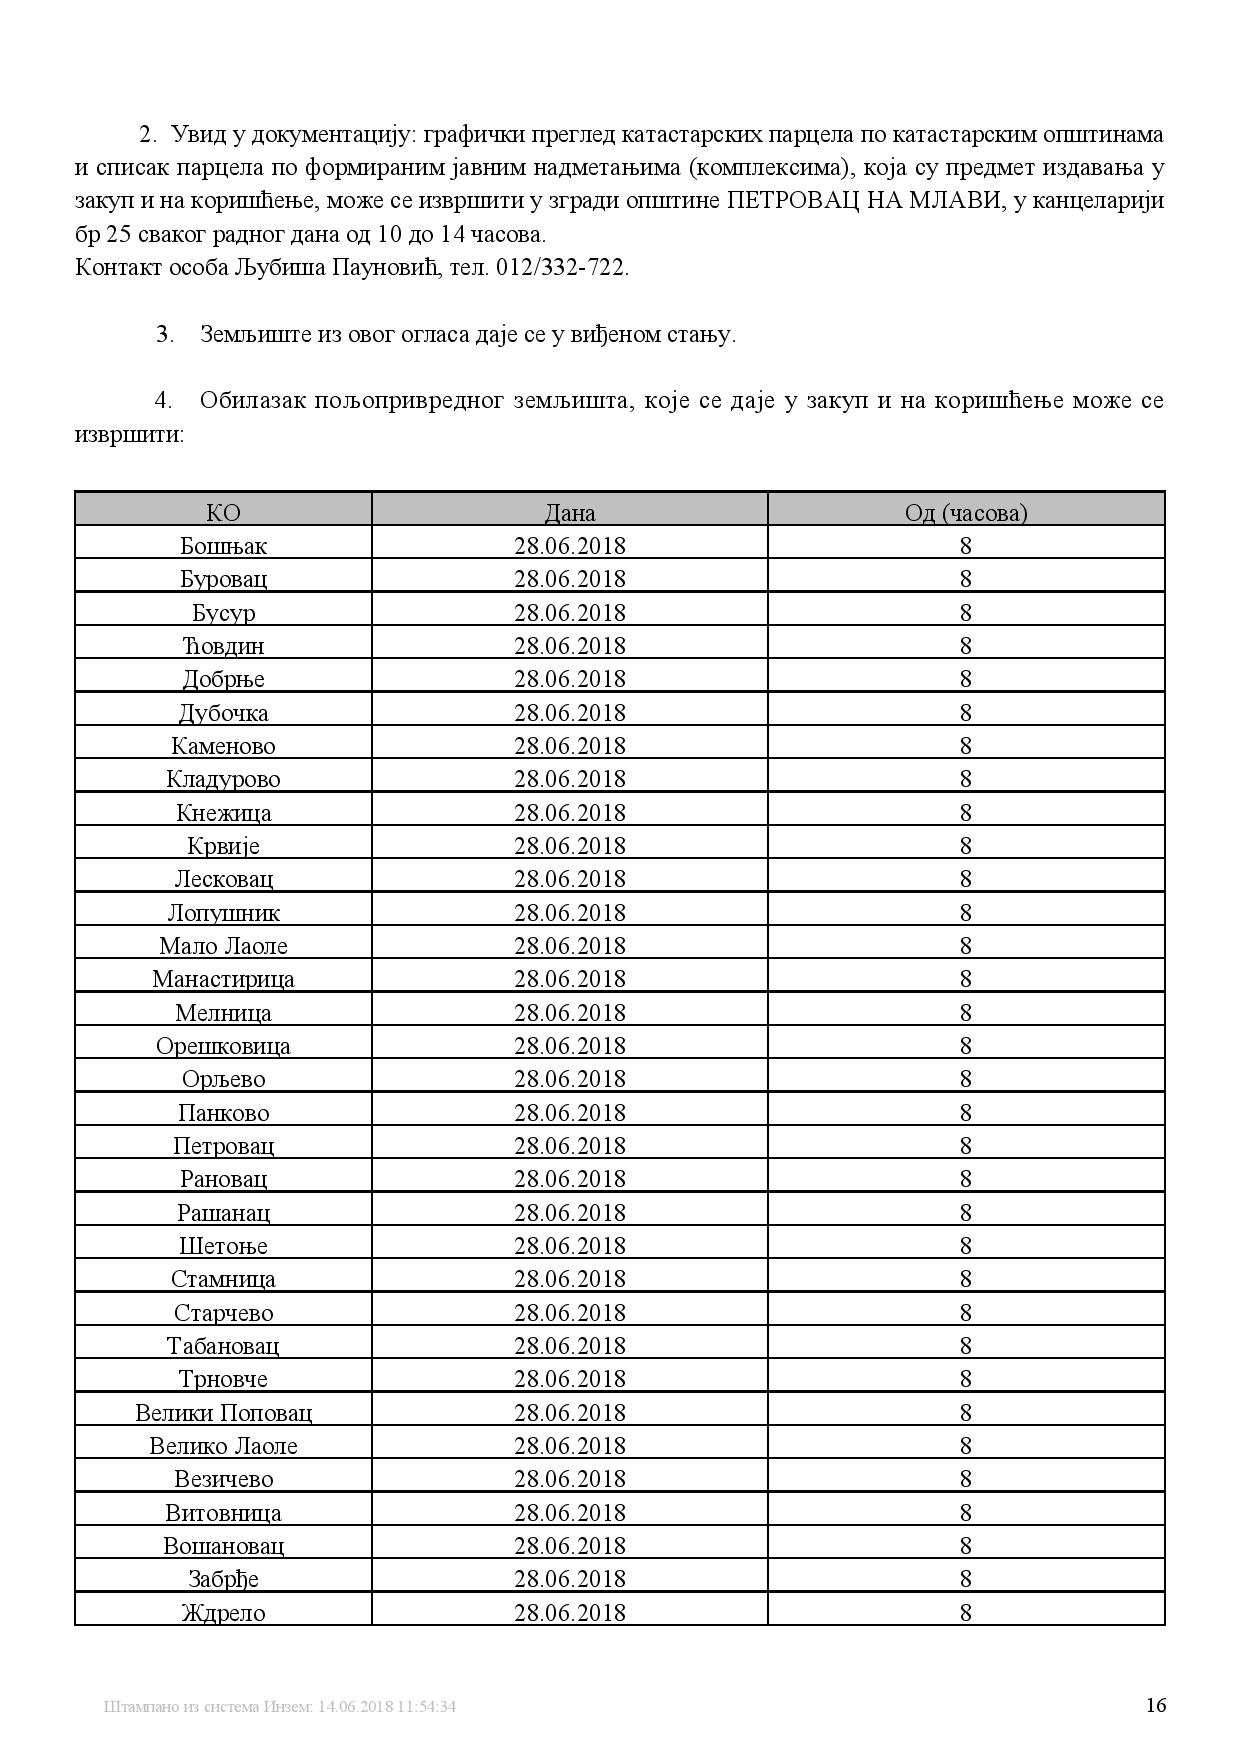 2. Увид у документацију: графички преглед катастарских парцела по катастарским општинама
и списак парцела по формираним јавним надметањима (комплексима), која су предмет издавања у
закуп и на коришћење, може се извршити у згради општине ПЕТРОВАЦ НА МЛАВИ, у канцеларији
бр 25 сваког радног дана од 10 до 14 часова.
Контакт особа Љубиша Пауновић, тел. 012/332-722.
3. Земљиште из овог огласа даје се у виђеном стању.
4. Обилазак пољопривредног земљишта, које се даје у закуп и на коришћење може се
извршити:
КО Дана Од (часова)
Бошњак 28.06.2018 8
Буровац 28.06.2018 8
Бусур 28.06.2018 8
Ћовдин 28.06.2018 8
Добрње 28.06.2018 8
Дубочка 28.06.2018 8
Каменово 28.06.2018 8
Кладурово 28.06.2018 8
Кнежица 28.06.2018 8
Крвије 28.06.2018 8
Лесковац 28.06.2018 8
Лопушник 28.06.2018 8
Мало Лаоле 28.06.2018 8
Манастирица 28.06.2018 8
Мелница 28.06.2018 8
Орешковица 28.06.2018 8
Орљево 28.06.2018 8
Панково 28.06.2018 8
Петровац 28.06.2018 8
Рановац 28.06.2018 8
Рашанац 28.06.2018 8
Шетоње 28.06.2018 8
Стамница 28.06.2018 8
Старчево 28.06.2018 8
Табановац 28.06.2018 8
Трновче 28.06.2018 8
Велики Поповац 28.06.2018 8
Велико Лаоле 28.06.2018 8
Везичево 28.06.2018 8
Витовница 28.06.2018 8
Вошановац 28.06.2018 8
Забрђе 28.06.2018 8
Ждрело 28.06.2018 8
Штампано из система Инзем: 14.06.2018 11:54:34 16